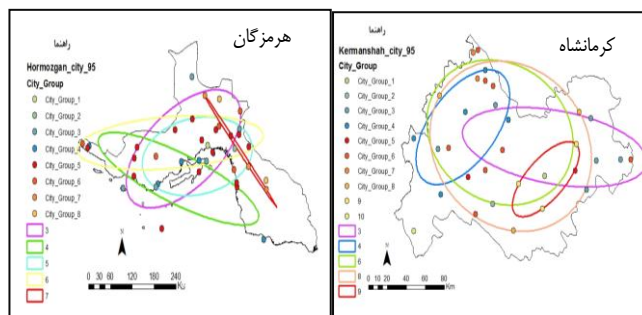 راهنما
هرمزگان
Hormozgan_city_95
City_Group
City_Group_1
City_Group_2
City_Group_3
City_Group_4
City_Group_5
City_Group_6
City_Group_7
City_Group_8
3
4
5
6
7
N
0 30 60 120 180 240
راهنما
کرمانشاه
Kermanshah_city_95
City_Group
City_Group_1
City_Group_2
City_Group_3
City_Group_4
City_Group_5
City_Group_6
City_Group_7
City_Group_8
9
10
3
4
6
8
9
N
0 10 20 40 60 80
Km